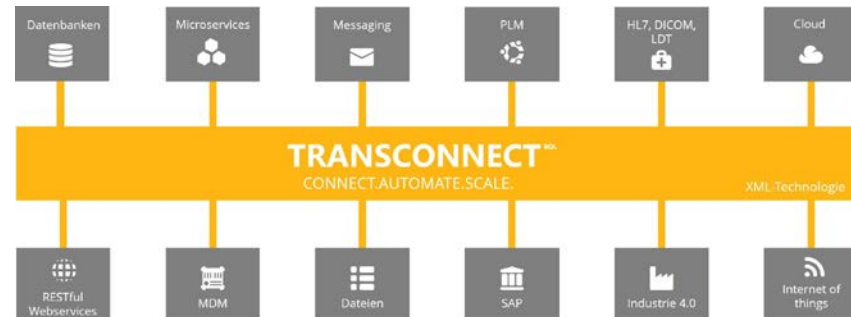 Datenbanken
Microservices
Messaging
PLM
HL7, DICOM,
LDT
Cloud
TRANSCONNECT
CONNECT.AUTOMATE.SCALE.
XML-Technologie
RESTful
Webservices
MDM
Dateien
SAP
Industrie 4.0
Internet of
things